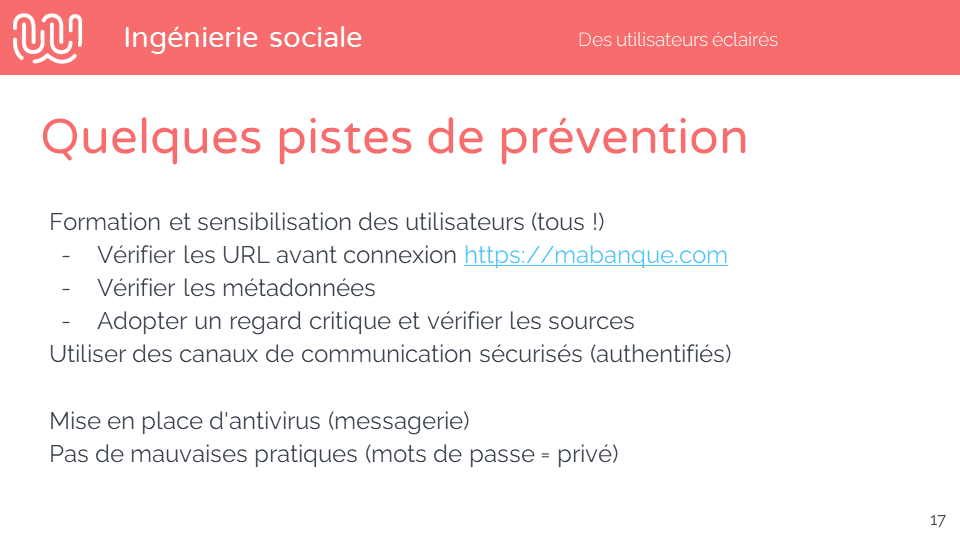 Ingénierie sociale
Des utilisateurs éclairés
Quelques pistes de prévention
Formation et sensibilisation des utilisateurs (tous !)
- Vérifier les URL avant connexion https://mabanque.com
- Vérifier les métadonnées
- Adopter un regard critique et vérifier les sources
Utiliser des canaux de communication sécurisés (authentifiés)
Mise en place d'antivirus (messagerie)
Pas de mauvaises pratiques (mots de passe = privé)
17